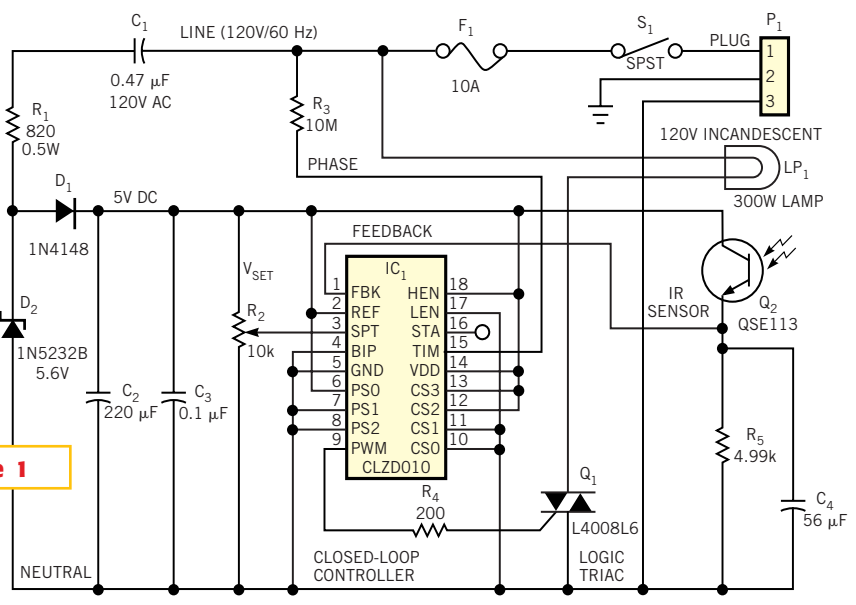 C1
0.47 µF
120V AC
LINE (120V/60 Hz)
F1
10A
S1
SPST
P1
PLUG
1
2
3
R1
820
0.5W
R3
10M
PHASE
120V INCANDESCENT
LP1
300W LAMP
D1
1N4148
5V DC
FEEDBACK
VSET
R2
10k
D2
1N5232B
5.6V
C2
220 µF
C3
0.1 µF
IC1
1 FBK
2 REF
3 SPT
4 BIP
5 GND
6 PS0
7 PS1
8 PS2
9 PWM
HEN 18
LEN 17
STA 16
TIM 15
VDD 14
CS3 13
CS2 12
CS1 11
CS0 10
CLZD010
IR
SENSOR
Q2
QSE113
R5
4.99k
C4
56 µF
R4
200
Q1
L4008L6
e 1
NEUTRAL
CLOSED-LOOP
CONTROLLER
LOGIC
TRIAC